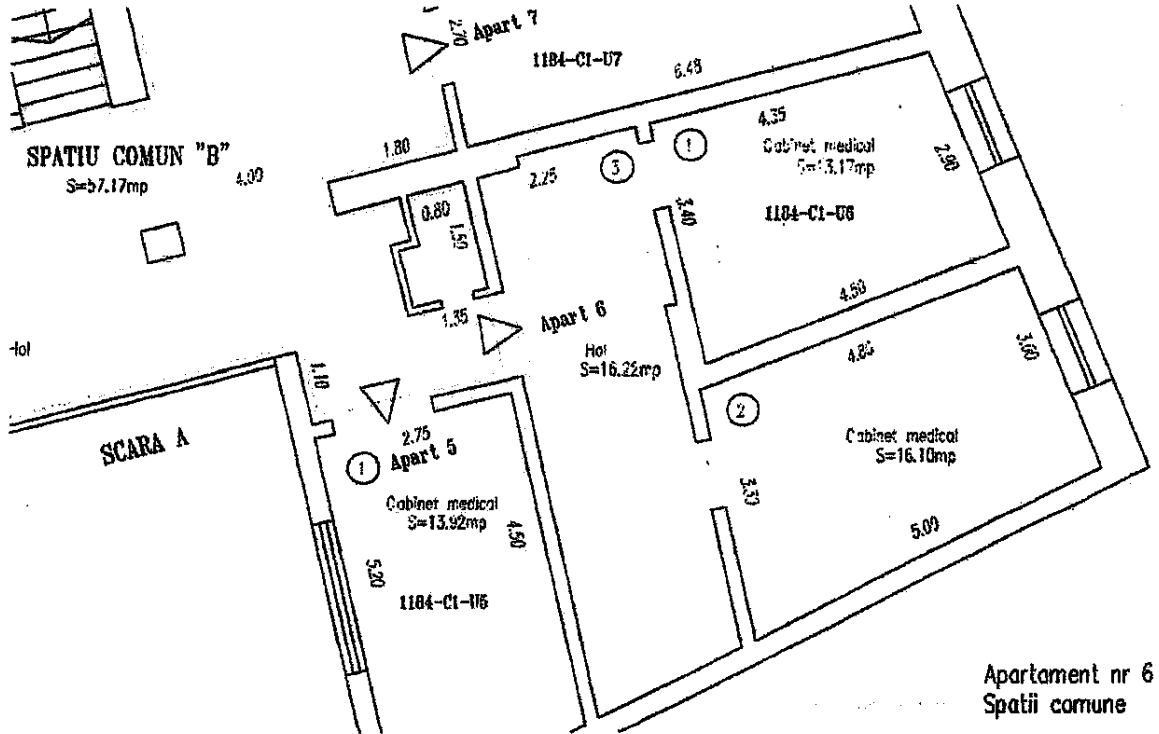 2.70
Apart 7
1184-C1-U7
6.48
SPATIU COMUN "B"
S=57.17mp
4.00
1.80
4.35
3
1
Cabinet medical
S=13.17mp
2.90
2.25
0.80
1.50
3.40
1184-C1-U6
4.50
1.35
Apart 6
Hol
S=16.22mp
4.80
3.60
Hol
1.10
SCARA A
2.75
1
Apart 5
2
Cabinet medical
S=16.10mp
Cabinet medical
S=13.92mp
4.50
3.30
5.00
5.20
Apartament nr 6
Spatii comune